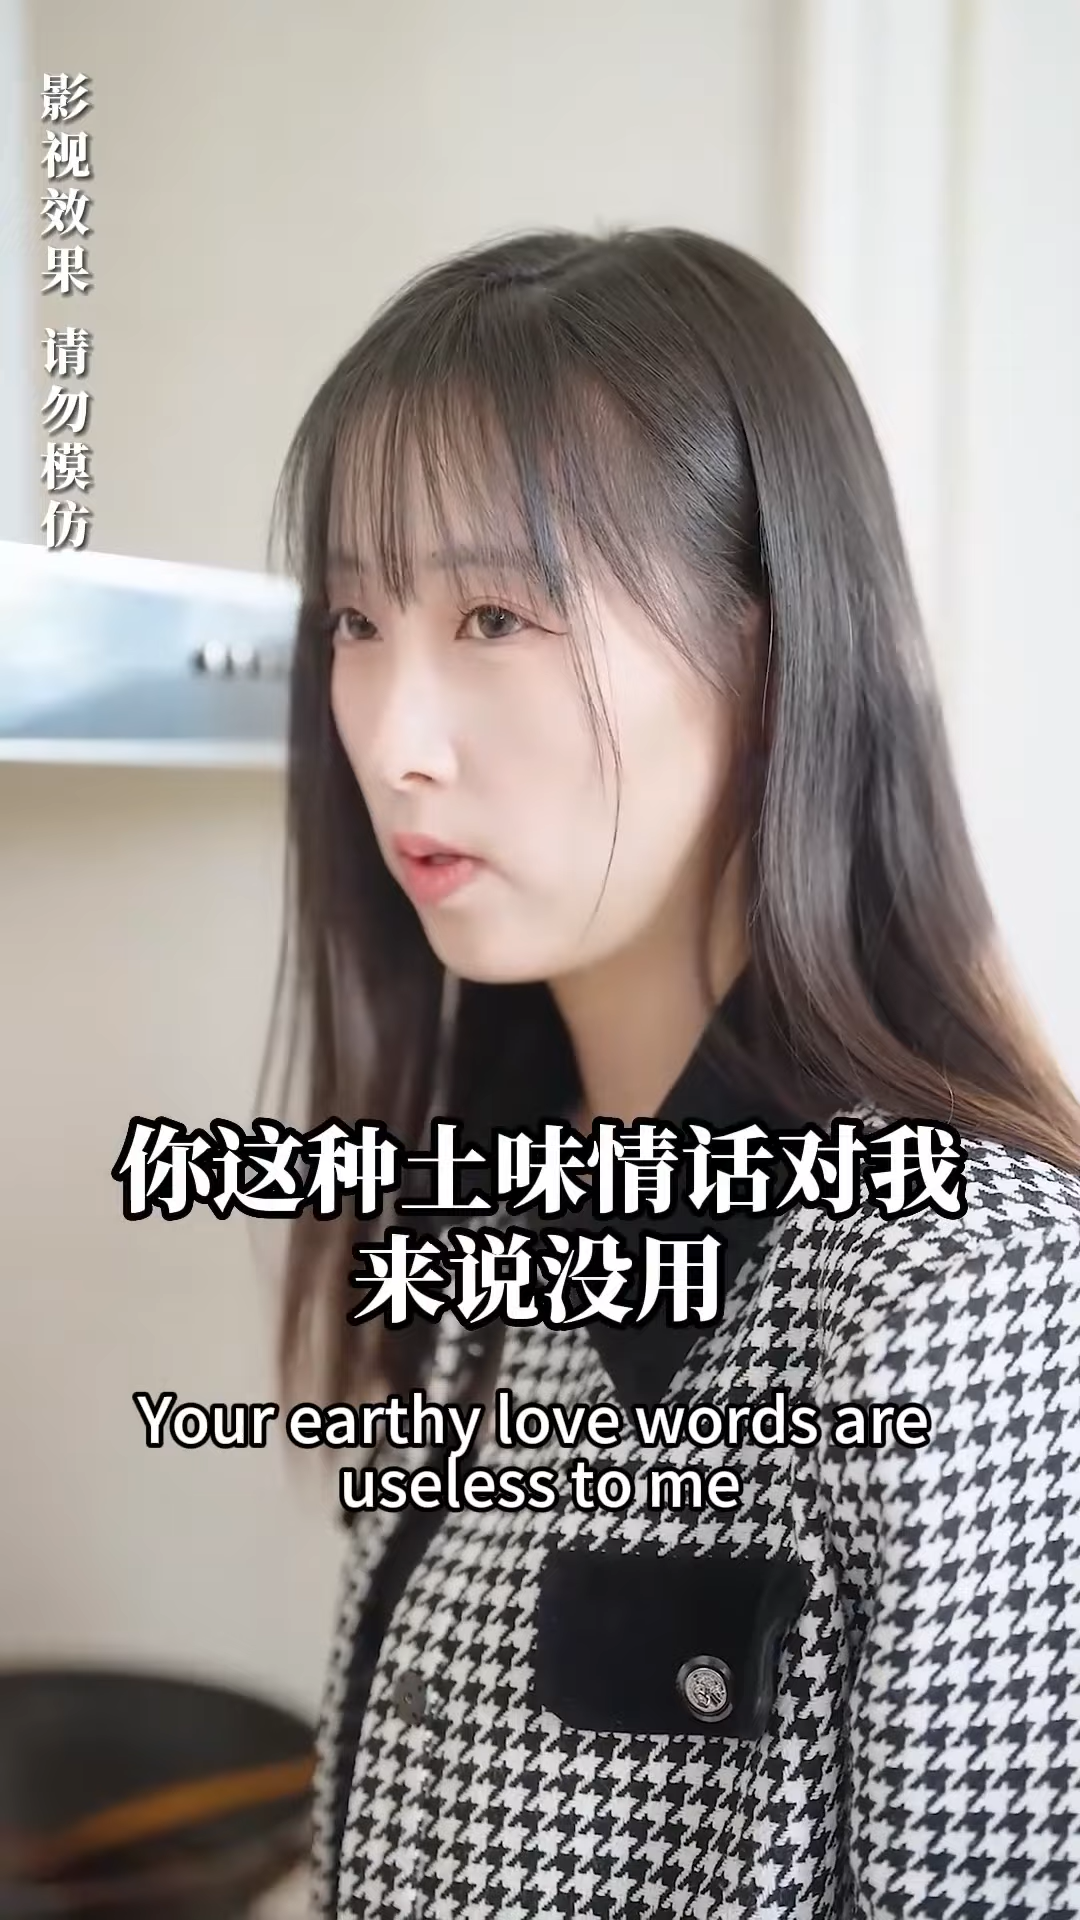 影视效果 请勿模仿
你这种土味情话对我
来说没用
Your earthy love words are
useless to me